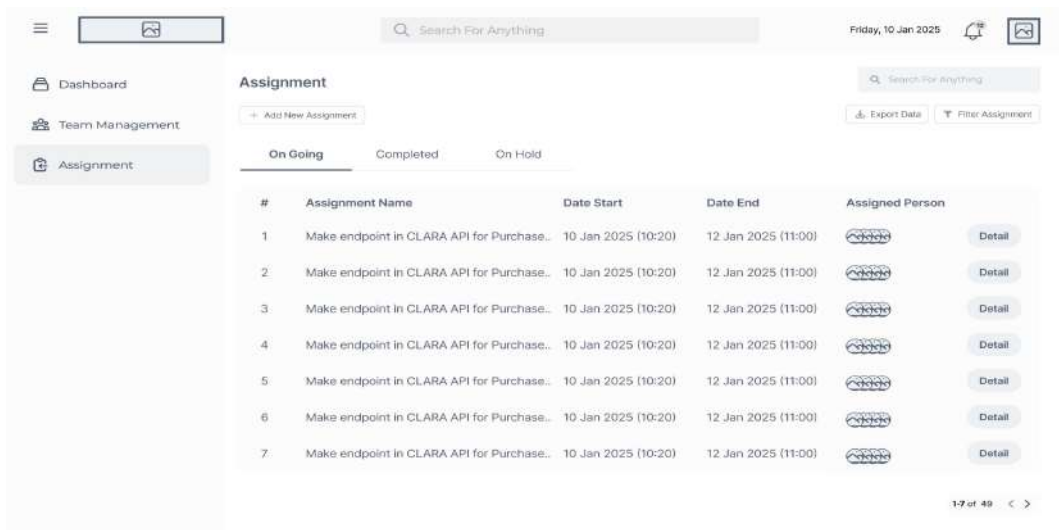 Search For Anything
Friday, 10 Jan 2025
Dashboard
Team Management
Assignment
Assignment
Search For Anything
+ Add New Assignment
Export Data
Filter Assignment
On Going Completed On Hold
# Assignment Name Date Start Date End Assigned Person
1 Make endpoint in CLARA API for Purchase.. 10 Jan 2025 (10:20) 12 Jan 2025 (11:00) Detail
2 Make endpoint in CLARA API for Purchase.. 10 Jan 2025 (10:20) 12 Jan 2025 (11:00) Detail
3 Make endpoint in CLARA API for Purchase.. 10 Jan 2025 (10:20) 12 Jan 2025 (11:00) Detail
4 Make endpoint in CLARA API for Purchase.. 10 Jan 2025 (10:20) 12 Jan 2025 (11:00) Detail
5 Make endpoint in CLARA API for Purchase.. 10 Jan 2025 (10:20) 12 Jan 2025 (11:00) Detail
6 Make endpoint in CLARA API for Purchase.. 10 Jan 2025 (10:20) 12 Jan 2025 (11:00) Detail
7 Make endpoint in CLARA API for Purchase.. 10 Jan 2025 (10:20) 12 Jan 2025 (11:00) Detail
1-7 of 49 < >